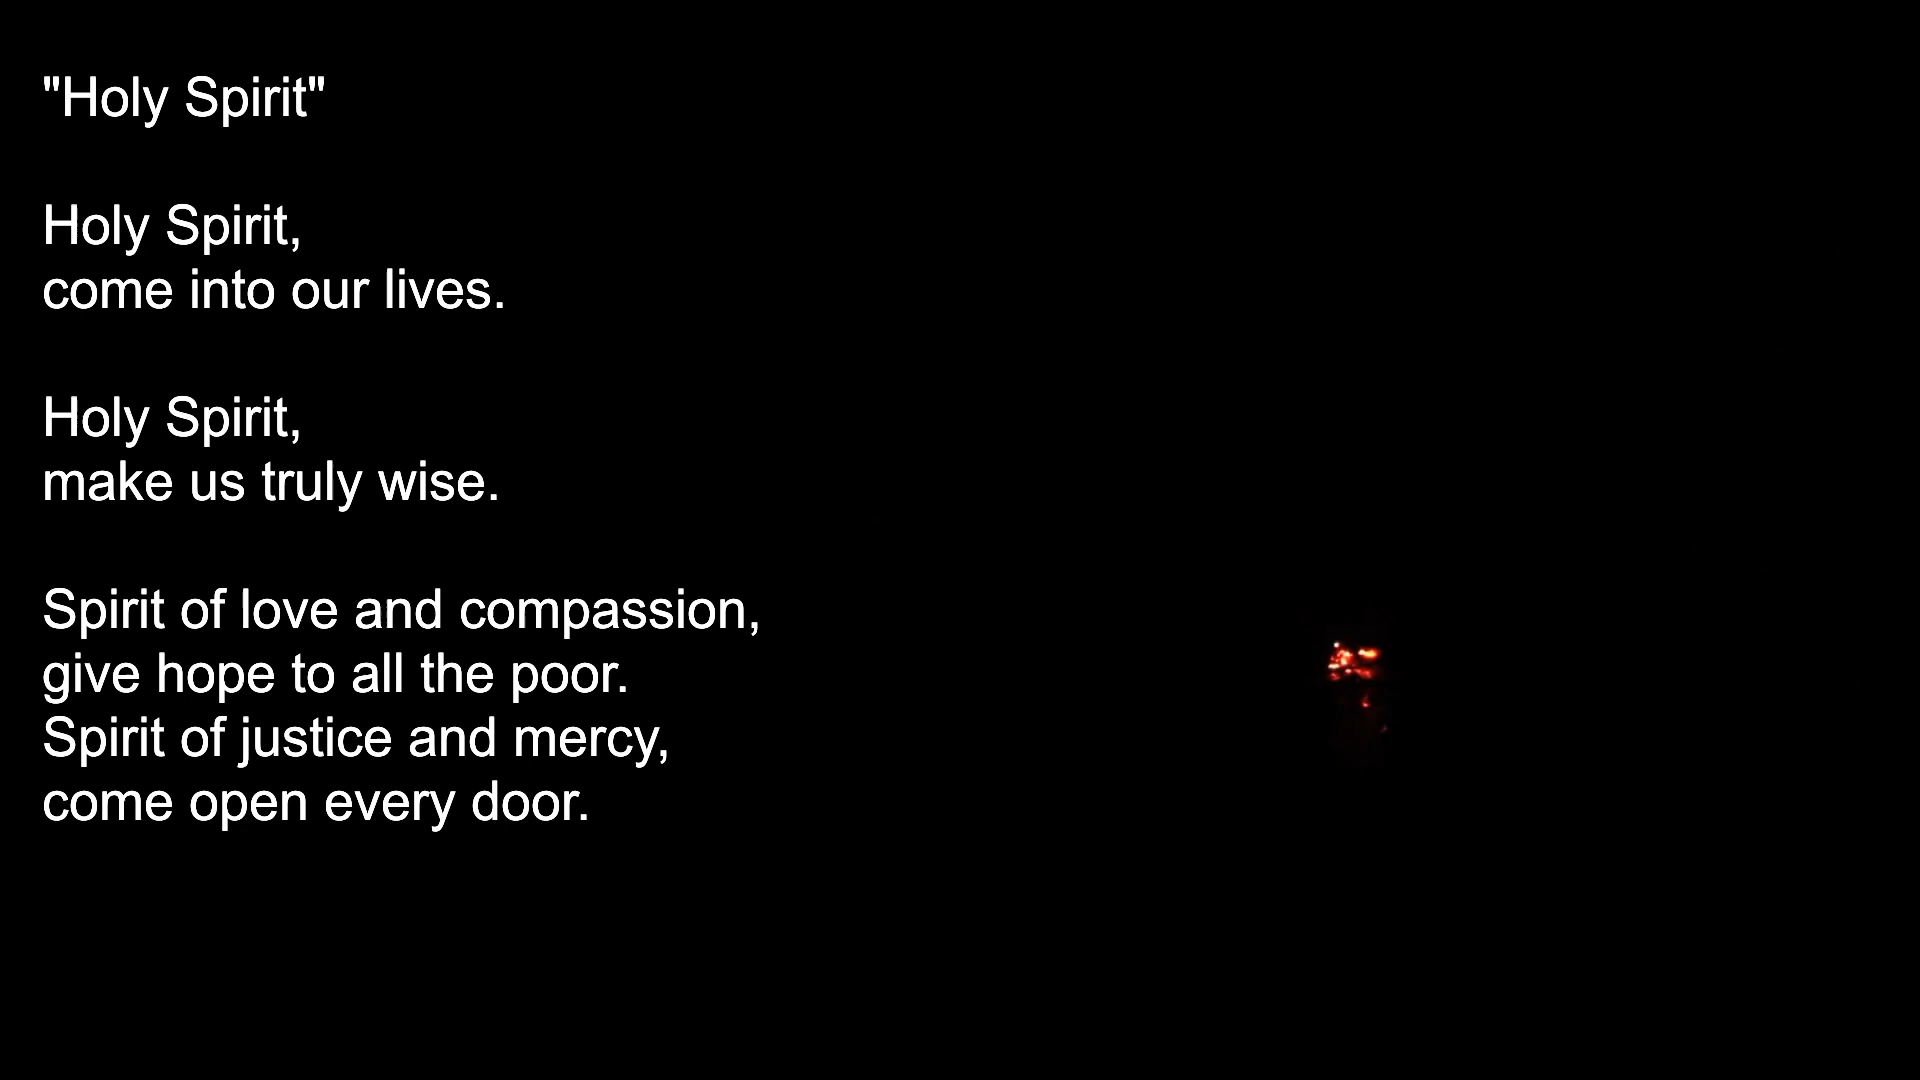 "Holy Spirit"
Holy Spirit,
come into our lives.
Holy Spirit,
make us truly wise.
Spirit of love and compassion,
give hope to all the poor.
Spirit of justice and mercy,
come open every door.